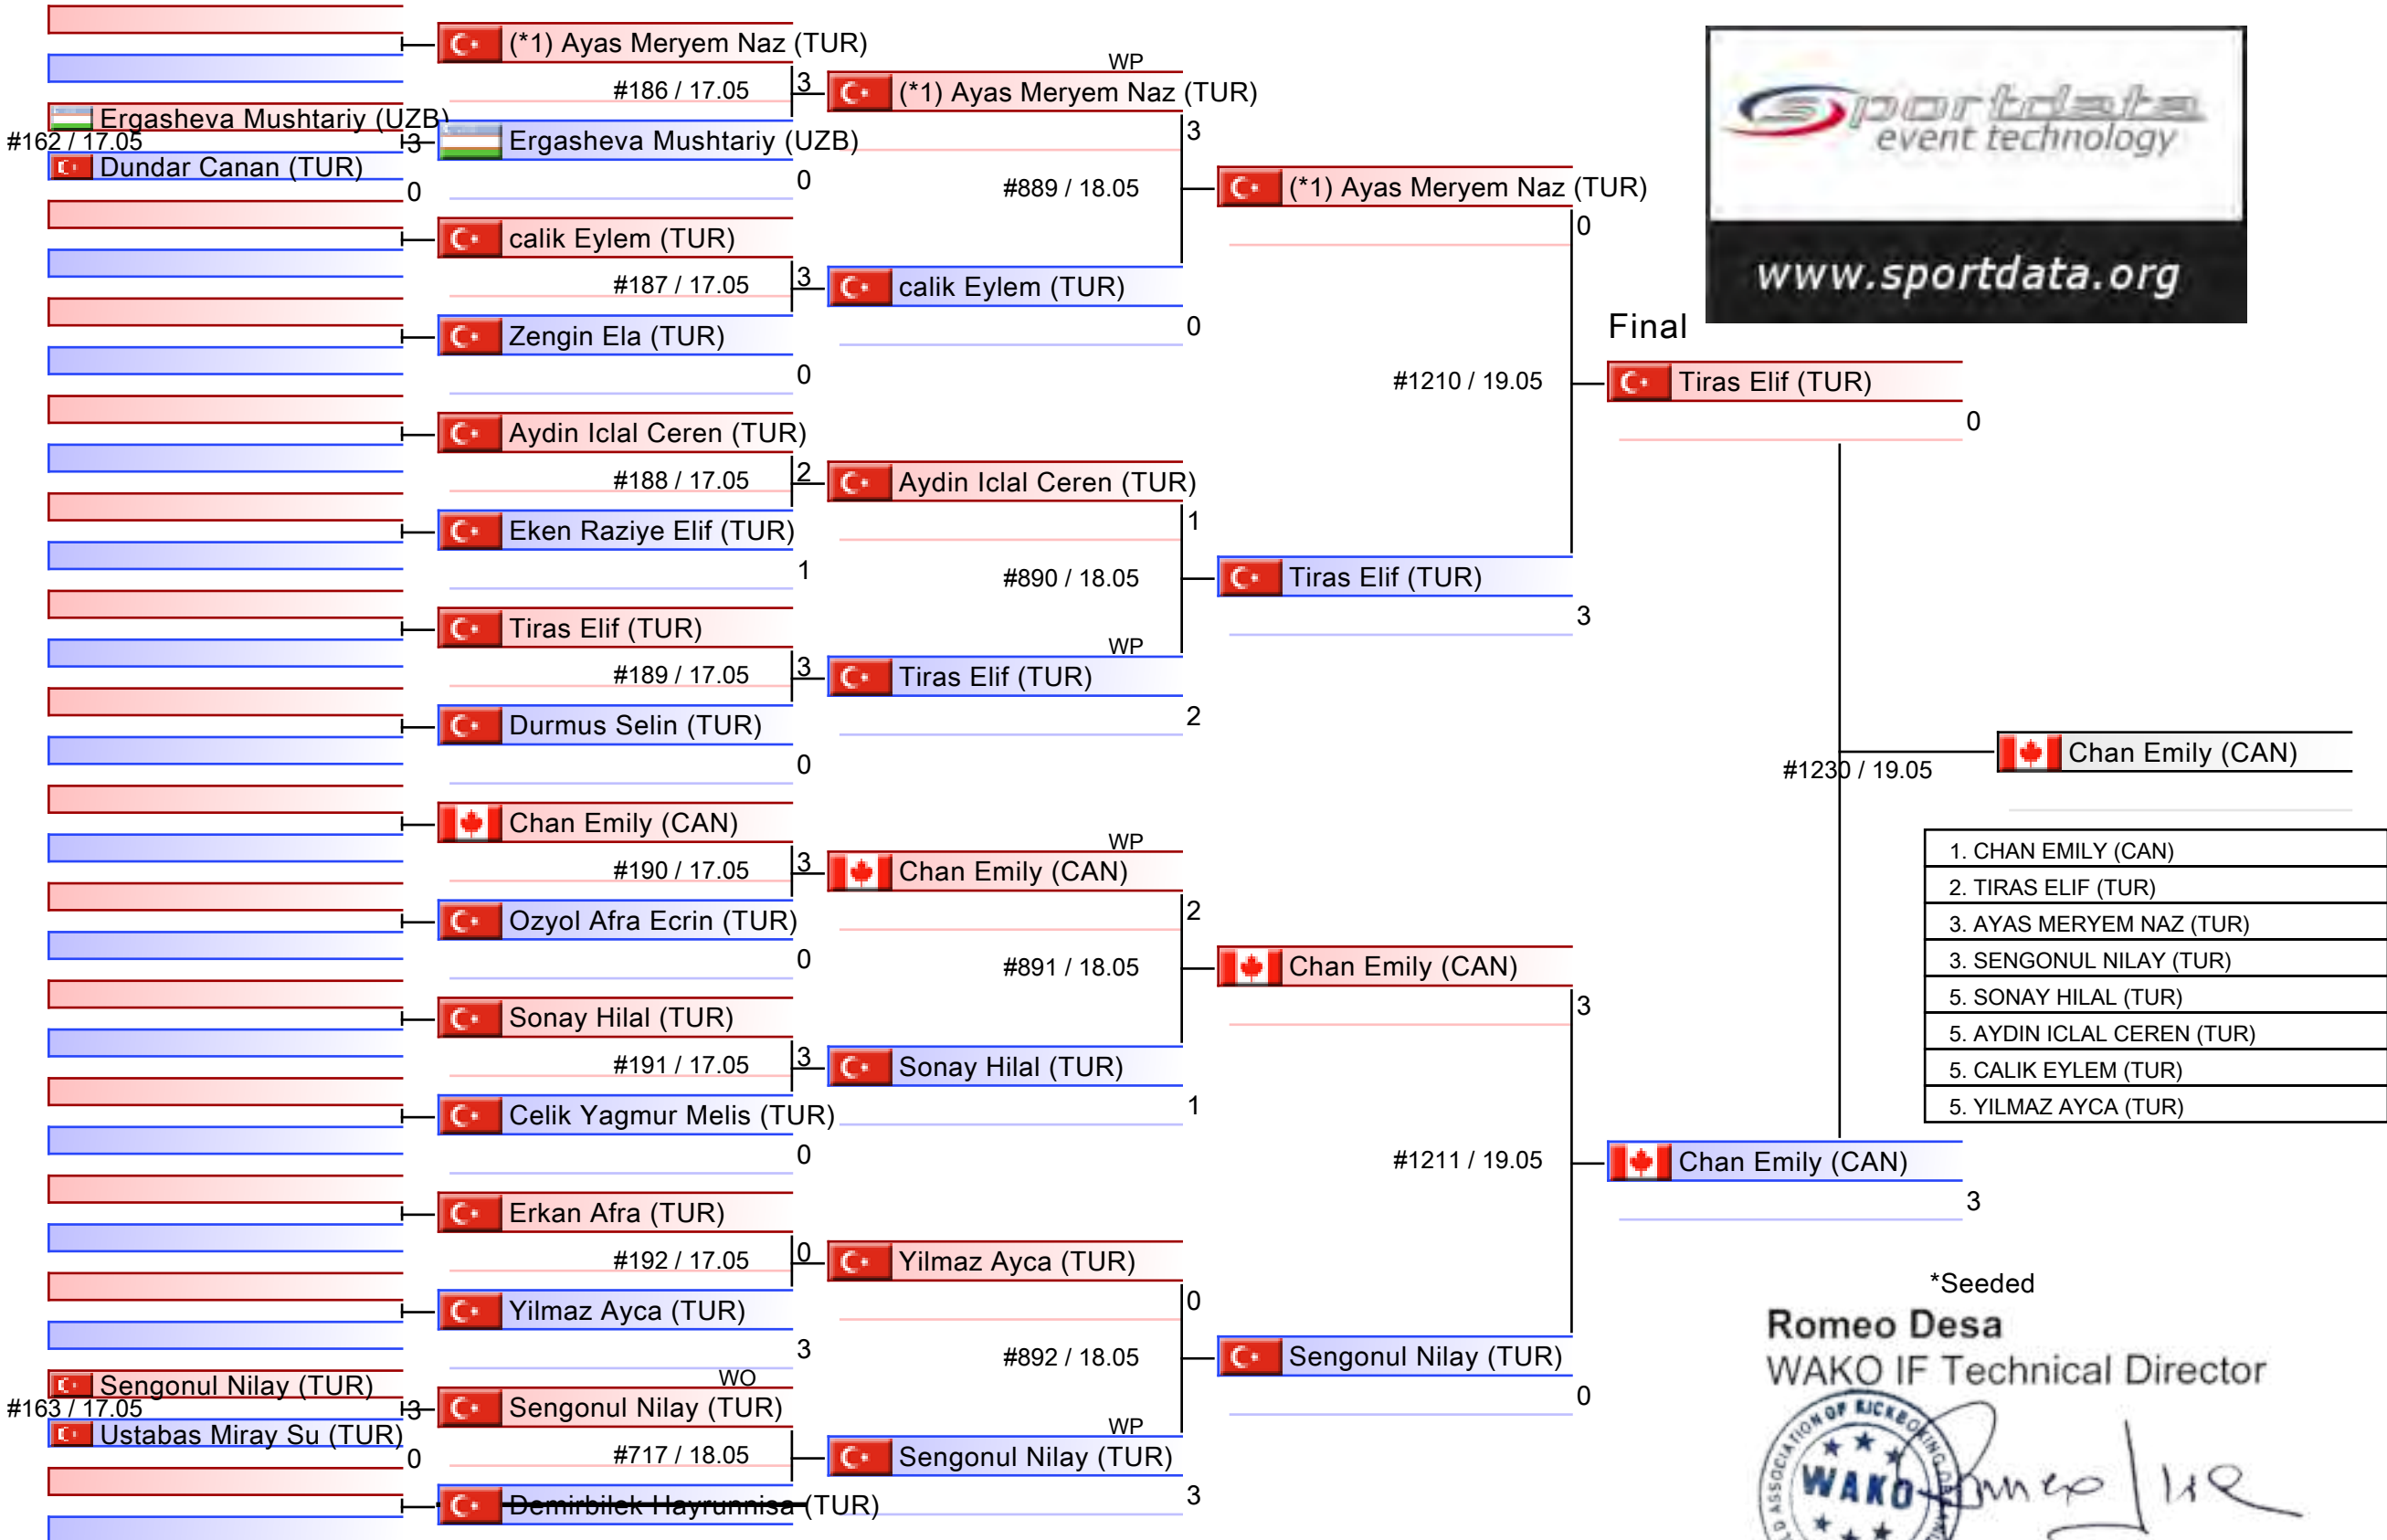 (*1) Ayas Meryem Naz (TUR)
#186 / 17.05
3
WP
(*1) Ayas Meryem Naz (TUR)
3
Ergasheva Mushtariy (UZB)
#162 / 17.05
3
Dundar Canan (TUR)
0
Ergasheva Mushtariy (UZB)
0
#889 / 18.05
(*1) Ayas Meryem Naz (TUR)
0
calik Eylem (TUR)
#187 / 17.05
3
calik Eylem (TUR)
0
Zengin Ela (TUR)
0
#1210 / 19.05
sportdata
event technology
www.sportdata.org
Final
Tiras Elif (TUR)
0
Aydin Iclal Ceren (TUR)
#188 / 17.05
2
Aydin Iclal Ceren (TUR)
1
Eken Raziye Elif (TUR)
1
#890 / 18.05
Tiras Elif (TUR)
3
Tiras Elif (TUR)
#189 / 17.05
3
WP
Tiras Elif (TUR)
2
Durmus Selin (TUR)
0
#1230 / 19.05
Chan Emily (CAN)
Chan Emily (CAN)
#190 / 17.05
3
WP
Chan Emily (CAN)
2
Ozyol Afra Ecrin (TUR)
0
#891 / 18.05
Chan Emily (CAN)
3
1. CHAN EMILY (CAN)
2. TIRAS ELIF (TUR)
3. AYAS MERYEM NAZ (TUR)
3. SENGONUL NILAY (TUR)
5. SONAY HILAL (TUR)
5. AYDIN ICLAL CEREN (TUR)
5. CALIK EYLEM (TUR)
5. YILMAZ AYCA (TUR)
Sonay Hilal (TUR)
#191 / 17.05
3
Sonay Hilal (TUR)
1
Celik Yagmur Melis (TUR)
0
#1211 / 19.05
Chan Emily (CAN)
3
Erkan Afra (TUR)
#192 / 17.05
0
Yilmaz Ayca (TUR)
0
Yilmaz Ayca (TUR)
3
#892 / 18.05
Sengonul Nilay (TUR)
0
Sengonul Nilay (TUR)
#163 / 17.05
3
Ustabas Miray Su (TUR)
0
WO
Sengonul Nilay (TUR)
#717 / 18.05
WP
Sengonul Nilay (TUR)
3
Demirbilek Hayrunnisa (TUR)
*Seeded
Romeo Desa
WAKO IF Technical Director
ASSOCIATION OF KICKBOXING
WAKO